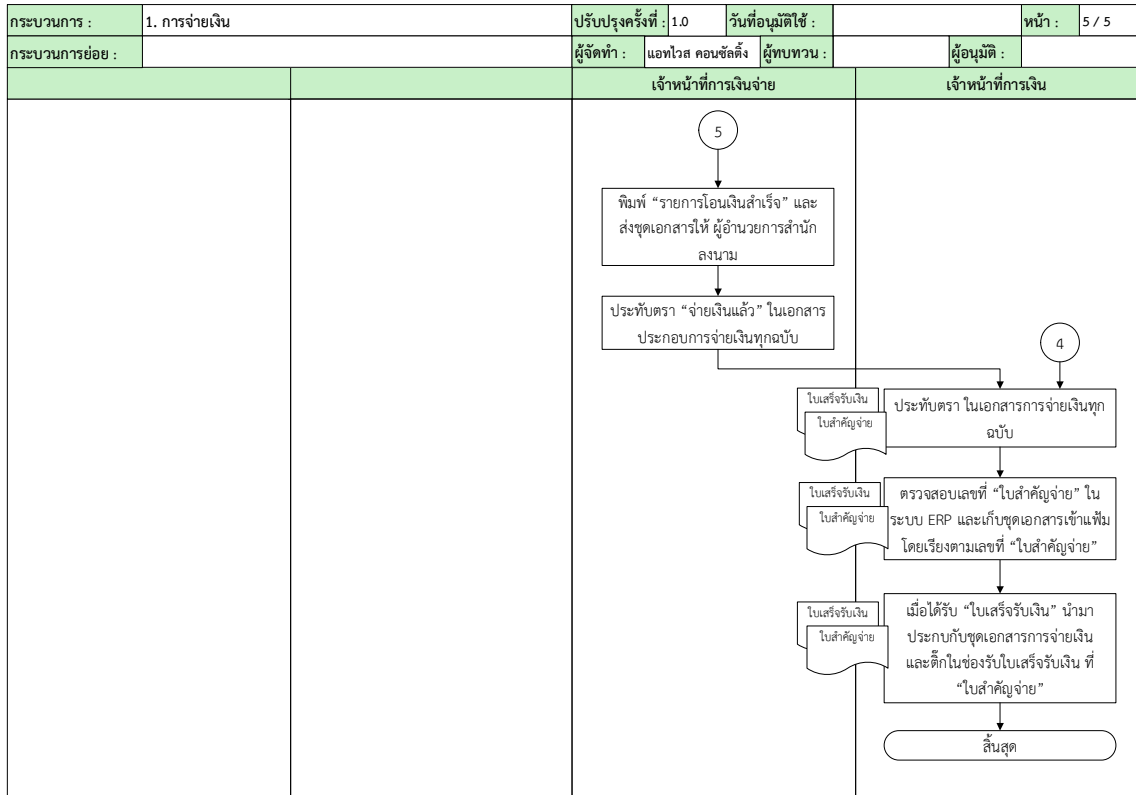 กระบวนการ : 1. การจ่ายเงิน ปรับปรุงครั้งที่ : 1.0 วันที่อนุมัติใช้ : หน้า : 5 / 5
กระบวนการย่อย : ผู้จัดทำ : แอทไวส คอนซัลติ้ง ผู้ทบทวน : ผู้อนุมัติ :
เจ้าหน้าที่การเงินจ่าย เจ้าหน้าที่การเงิน
5
พิมพ์ “รายการโอนเงินสำเร็จ” และ
ส่งชุดเอกสารให้ ผู้อำนวยการสำนัก
ลงนาม
ประทับตรา “จ่ายเงินแล้ว” ในเอกสาร
ประกอบการจ่ายเงินทุกฉบับ
4
ใบเสร็จรับเงิน
ใบสำคัญจ่าย
ประทับตรา ในเอกสารการจ่ายเงินทุก
ฉบับ
ใบเสร็จรับเงิน
ใบสำคัญจ่าย
ตรวจสอบเลขที่ “ใบสำคัญจ่าย” ใน
ระบบ ERP และเก็บชุดเอกสารเข้าแฟ้ม
โดยเรียงตามเลขที่ “ใบสำคัญจ่าย”
ใบเสร็จรับเงิน
ใบสำคัญจ่าย
เมื่อได้รับ “ใบเสร็จรับเงิน” นำมา
ประกบกับชุดเอกสารการจ่ายเงิน
และติ๊กในช่องรับใบเสร็จรับเงิน ที่
“ใบสำคัญจ่าย”
สิ้นสุด